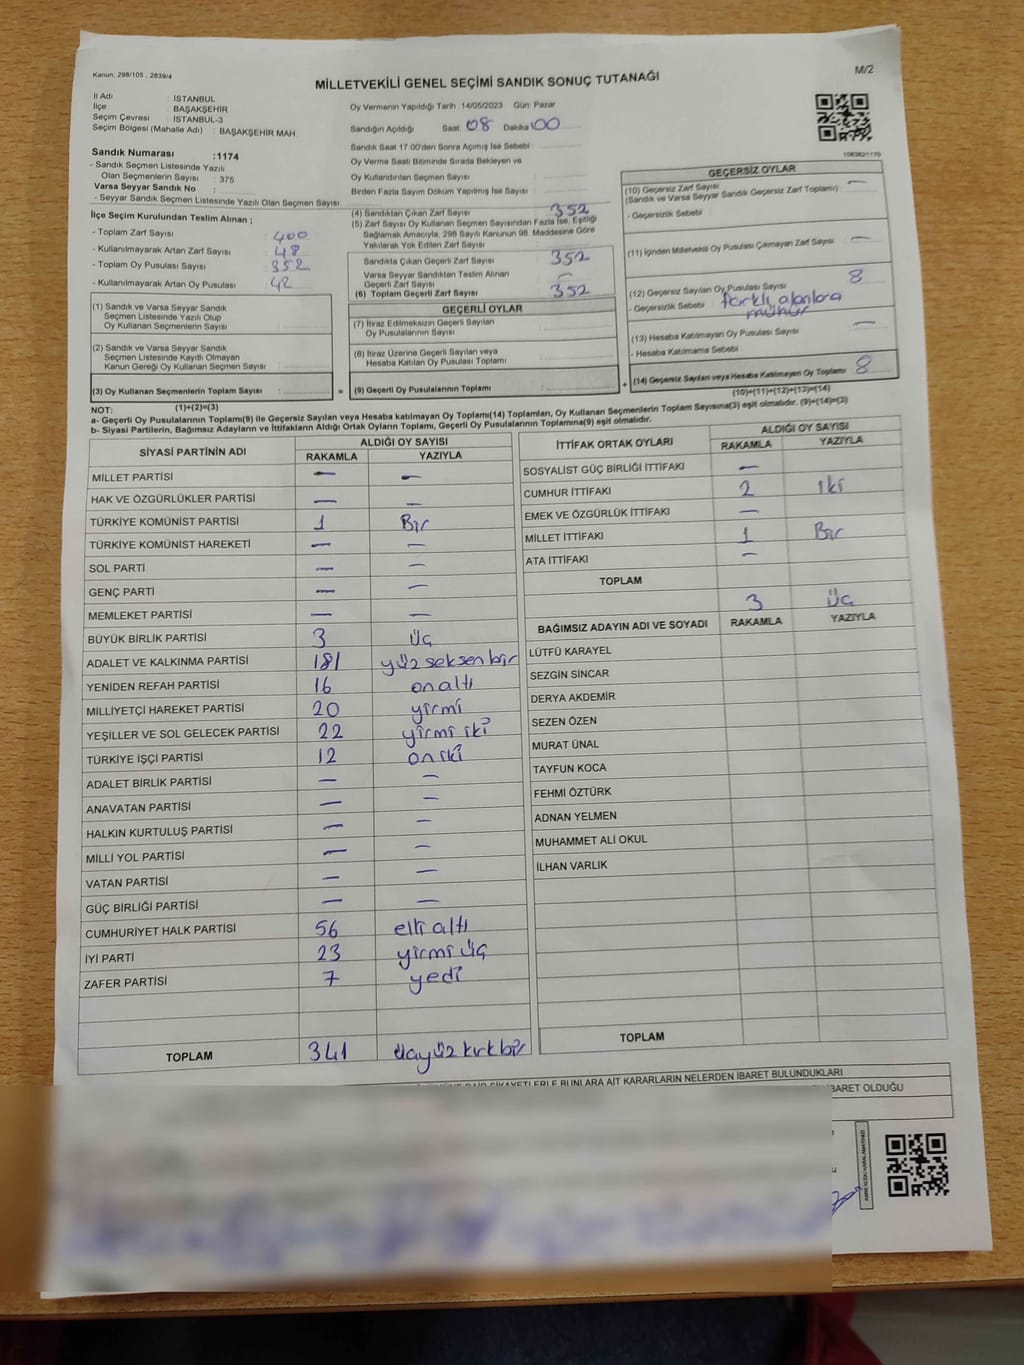 Kanun: 298/105 , 2839/4
M/2
MİLLETVEKİLİ GENEL SEÇİMİ SANDIK SONUÇ TUTANAĞI
İl Adı : İSTANBUL
İlçe : BAŞAKŞEHİR
Seçim Çevresi : İSTANBUL-3
Seçim Bölgesi (Mahalle Adı) : BAŞAKŞEHİR MAH
Oy Vermenin Yapıldığı Tarih :14/05/2023 Gün: Pazar
Sandığın Açıldığı Saat: 08 Dakika: 00
Sandık Saat 17:00'den Sonra Açılmış İse Sebebi :
Oy Verme Saati Bitiminde Sırada Bekleyen ve
Oy Kullandırılan Seçmen Sayısı :
Birden Fazla Sayım Döküm Yapılmış İse Sayısı :
Sandık Numarası :1174
- Sandık Seçmen Listesinde Yazılı
Olan Seçmenlerin Sayısı : 375
Varsa Seyyar Sandık No :
- Seyyar Sandık Seçmen Listesinde Yazılı Olan Seçmen Sayısı :
İlçe Seçim Kurulundan Teslim Alınan ;
- Toplam Zarf Sayısı : 400
- Kullanılmayarak Artan Zarf Sayısı : 48
- Toplam Oy Pusulası Sayısı : 352
- Kullanılmayarak Artan Oy Pusulası : 42
(4) Sandıktan Çıkan Zarf Sayısı : 352
(5) Zarf Sayısı Oy Kullanan Seçmen Sayısından Fazla İse, Eşitliği
Sağlamak Amacıyla, 298 Sayılı Kanunun 98. Maddesine Göre
Yakılarak Yok Edilen Zarf Sayısı :
Sandıkta Çıkan Geçerli Zarf Sayısı : 352
Varsa Seyyar Sandıktan Teslim Alınan
Geçerli Zarf Sayısı : —
(6) Toplam Geçerli Zarf Sayısı : 352
1083621170
GEÇERSİZ OYLAR
(10) Geçersiz Zarf Sayısı : —
(Sandık ve Varsa Seyyar Sandık Geçersiz Zarf Toplamı)
- Geçersizlik Sebebi :
(11) İçinden Milletvekili Oy Pusulası Çıkmayan Zarf Sayısı : —
(12) Geçersiz Sayılan Oy Pusulası Sayısı : 8
- Geçersizlik Sebebi : farklı alanlara
mühür
(13) Hesaba Katılmayan Oy Pusulası Sayısı : —
- Hesaba Katılmama Sebebi :
(14) Geçersiz Sayılan veya Hesaba Katılmayan Oy Toplamı : 8
(10)+(11)+(12)+(13)=(14)
(1) Sandık ve Varsa Seyyar Sandık
Seçmen Listesinde Yazılı Olup
Oy Kullanan Seçmenlerin Sayısı :
(2) Sandık ve Varsa Seyyar Sandık
Seçmen Listesinde Kayıtlı Olmayan
Kanun Gereği Oy Kullanan Seçmen Sayısı :
(3) Oy Kullanan Seçmenlerin Toplam Sayısı :
(1)+(2)=(3)
GEÇERLİ OYLAR
(7) İtiraz Edilmeksizin Geçerli Sayılan
Oy Pusulalarının Sayısı :
(8) İtiraz Üzerine Geçerli Sayılan veya
Hesaba Katılan Oy Pusulası Toplamı :
= (9) Geçerli Oy Pusulalarının Toplamı : +
NOT:
a- Geçerli Oy Pusulalarının Toplamı(9) ile Geçersiz Sayılan veya Hesaba katılmayan Oy Toplamı(14) Toplamları, Oy Kullanan Seçmenlerin Toplam Sayısına(3) eşit olmalıdır. (9)+(14)=(3)
b- Siyasi Partilerin, Bağımsız Adayların ve İttifakların Aldığı Ortak Oyların Toplamı, Geçerli Oy Pusulalarının Toplamına(9) eşit olmalıdır.
SİYASİ PARTİNİN ADI ALDIĞI OY SAYISI
RAKAMLA YAZIYLA
MİLLET PARTİSİ — —
HAK VE ÖZGÜRLÜKLER PARTİSİ — —
TÜRKİYE KOMÜNİST PARTİSİ 1 Bir
TÜRKİYE KOMÜNİST HAREKETİ — —
SOL PARTİ — —
GENÇ PARTİ — —
MEMLEKET PARTİSİ — —
BÜYÜK BİRLİK PARTİSİ 3 Üç
ADALET VE KALKINMA PARTİSİ 181 yüz seksen bir
YENİDEN REFAH PARTİSİ 16 on altı
MİLLİYETÇİ HAREKET PARTİSİ 20 yirmi
YEŞİLLER VE SOL GELECEK PARTİSİ 22 yirmi iki
TÜRKİYE İŞÇİ PARTİSİ 12 on iki
ADALET BİRLİK PARTİSİ — —
ANAVATAN PARTİSİ — —
HALKIN KURTULUŞ PARTİSİ — —
MİLLİ YOL PARTİSİ — —
VATAN PARTİSİ — —
GÜÇ BİRLİĞİ PARTİSİ — —
CUMHURİYET HALK PARTİSİ 56 elli altı
İYİ PARTİ 23 yirmi üç
ZAFER PARTİSİ 7 yedi
TOPLAM 341 üçyüz kırk bir
İTTİFAK ORTAK OYLARI ALDIĞI OY SAYISI
RAKAMLA YAZIYLA
SOSYALİST GÜÇ BİRLİĞİ İTTİFAKI —
CUMHUR İTTİFAKI 2 İki
EMEK VE ÖZGÜRLÜK İTTİFAKI —
MİLLET İTTİFAKI 1 Bir
ATA İTTİFAKI —
TOPLAM 3 Üç
BAĞIMSIZ ADAYIN ADI VE SOYADI RAKAMLA YAZIYLA
LÜTFÜ KARAYEL
SEZGİN SİNCAR
DERYA AKDEMİR
SEZEN ÖZEN
MURAT ÜNAL
TAYFUN KOCA
FEHMİ ÖZTÜRK
ADNAN YELMEN
MUHAMMET ALİ OKUL
İLHAN VARLIK
TOPLAM
ŞİKAYETLERLE BUNLARA AİT KARARLARIN NELERDEN İBARET BULUNDUKLARI
BARET OLDUĞU
KARE KODU KARALAMAYINIZ!